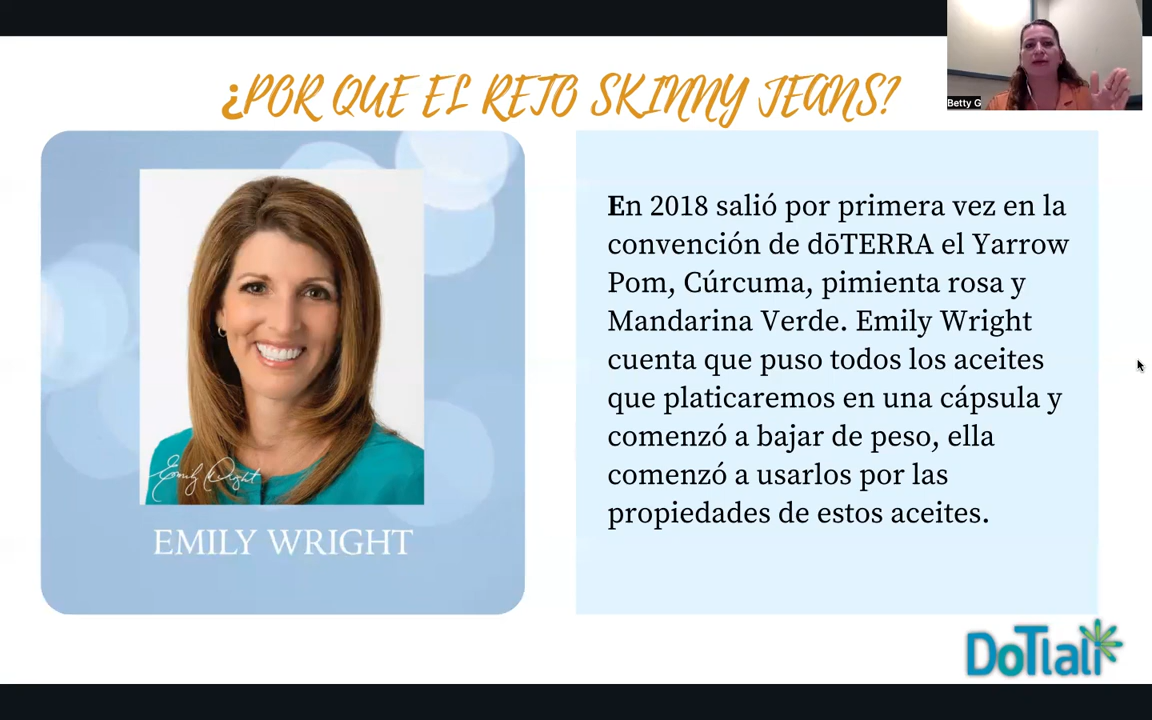 ¿POR QUE EL RETO SKINNY JEANS?
Betty G
En 2018 salió por primera vez en la
convención de dōTERRA el Yarrow
Pom, Cúrcuma, pimienta rosa y
Mandarina Verde. Emily Wright
cuenta que puso todos los aceites
que platicaremos en una cápsula y
comenzó a bajar de peso, ella
comenzó a usarlos por las
propiedades de estos aceites.
Emily Wright
EMILY WRIGHT
DoTlali